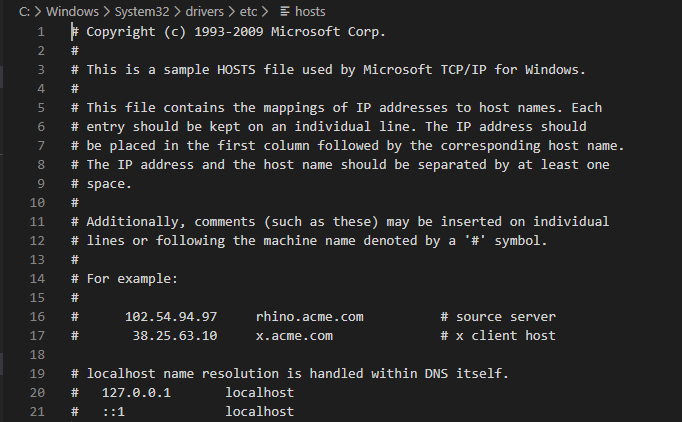 C: > Windows > System32 > drivers > etc > hosts
1 # Copyright (c) 1993-2009 Microsoft Corp.
2 #
3 # This is a sample HOSTS file used by Microsoft TCP/IP for Windows.
4 #
5 # This file contains the mappings of IP addresses to host names. Each
6 # entry should be kept on an individual line. The IP address should
7 # be placed in the first column followed by the corresponding host name.
8 # The IP address and the host name should be separated by at least one
9 # space.
10 #
11 # Additionally, comments (such as these) may be inserted on individual
12 # lines or following the machine name denoted by a '#' symbol.
13 #
14 # For example:
15 #
16 #      102.54.94.97     rhino.acme.com          # source server
17 #       38.25.63.10     x.acme.com              # x client host
18
19 # localhost name resolution is handled within DNS itself.
20 #   127.0.0.1       localhost
21 #   ::1             localhost